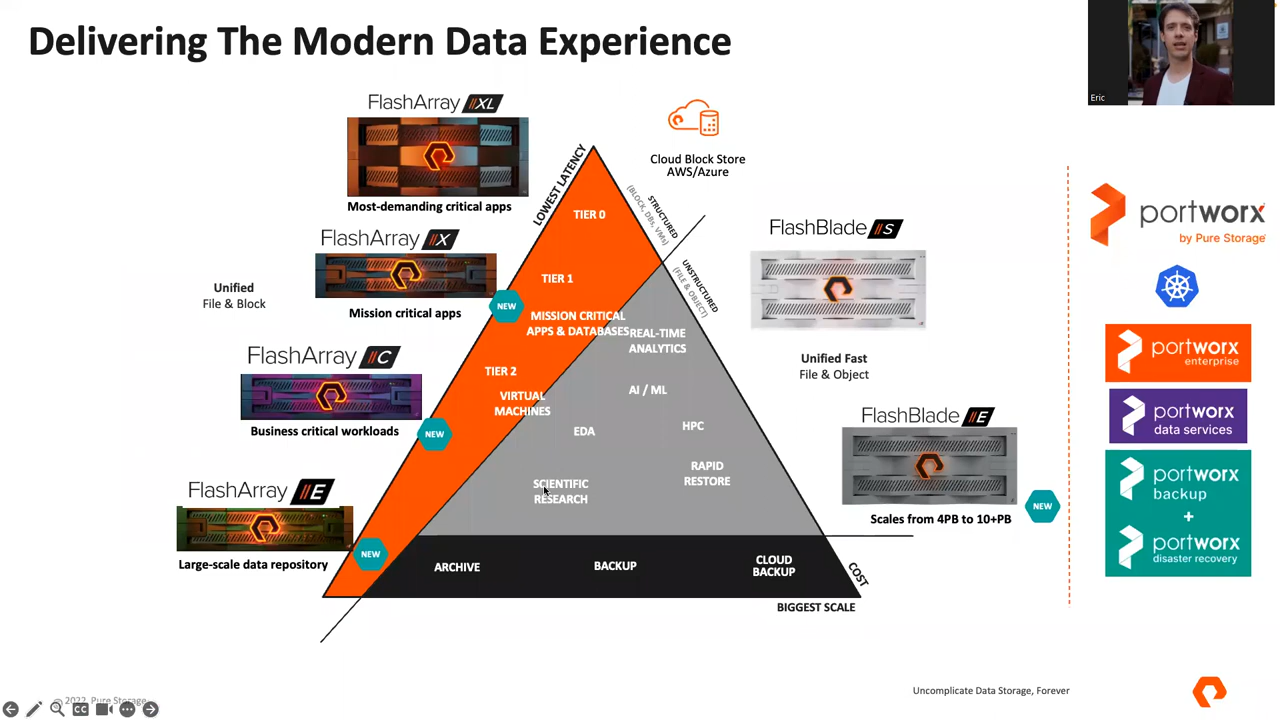 Delivering The Modern Data Experience
Eric
FlashArray //XL
Most-demanding critical apps
Cloud Block Store
AWS/Azure
FlashArray //X
Mission critical apps
Unified
File & Block
FlashArray //C
Business critical workloads
FlashArray //E
Large-scale data repository
NEW
NEW
NEW
LOWEST LATENCY
TIER 0
TIER 1
MISSION CRITICAL
APPS & DATABASES
TIER 2
VIRTUAL
MACHINES
STRUCTURED
(BLOCK, DBs, VMs)
UNSTRUCTURED
(FILE & OBJECT)
REAL-TIME
ANALYTICS
AI / ML
EDA
HPC
SCIENTIFIC
RESEARCH
RAPID
RESTORE
ARCHIVE
BACKUP
CLOUD
BACKUP
COST
BIGGEST SCALE
FlashBlade //S
Unified Fast
File & Object
FlashBlade //E
Scales from 4PB to 10+PB
NEW
portworx
by Pure Storage
portworx
enterprise
portworx
data services
portworx
backup
+
portworx
disaster recovery
© 2022 Pure Storage
CC
Uncomplicate Data Storage, Forever